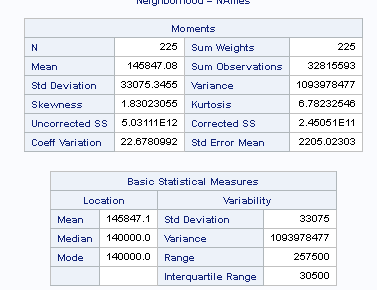 Neighborhood = NAmes
Moments
N 225 Sum Weights 225
Mean 145847.08 Sum Observations 32815593
Std Deviation 33075.3455 Variance 1093978477
Skewness 1.83023055 Kurtosis 6.78232546
Uncorrected SS 5.03111E12 Corrected SS 2.45051E11
Coeff Variation 22.6780992 Std Error Mean 2205.02303
Basic Statistical Measures
Location Variability
Mean 145847.1 Std Deviation 33075
Median 140000.0 Variance 1093978477
Mode 140000.0 Range 257500
Interquartile Range 30500